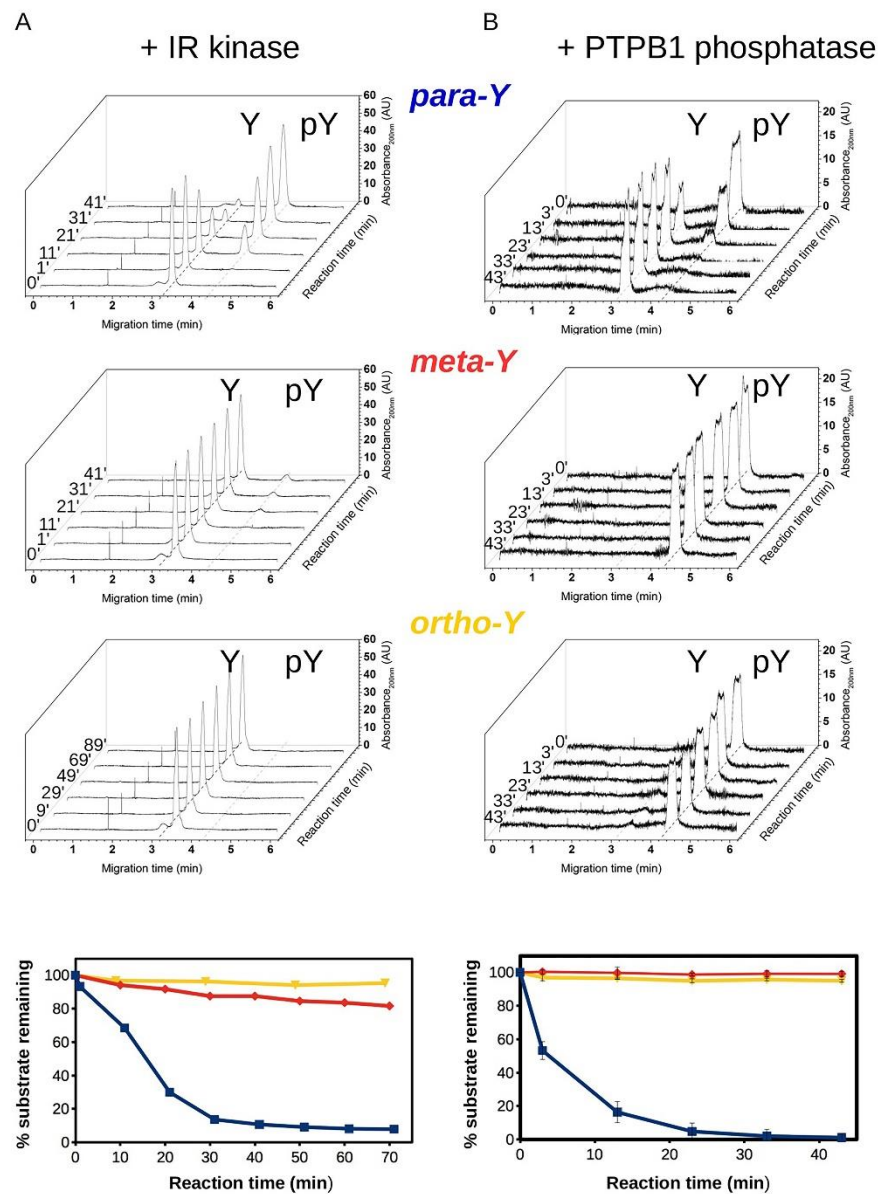 A
+ IR kinase
B
+ PTPB1 phosphatase
para-Y
Y pY
60
50
40
30
20
10
0
Absorbance200nm (AU)
41'
31'
21'
11'
1'
0'
0 1 2 3 4 5 6
Migration time (min)
Reaction time (min)
Y pY
20
15
10
5
0
Absorbance200nm (AU)
0'
3'
13'
23'
33'
43'
0 1 2 3 4 5 6
Migration time (min)
Reaction time (min)
meta-Y
Y pY
60
50
40
30
20
10
0
Absorbance200nm (AU)
41'
31'
21'
11'
1'
0'
0 1 2 3 4 5 6
Migration time (min)
Reaction time (min)
Y pY
20
15
10
5
0
Absorbance200nm (AU)
0'
3'
13'
23'
33'
43'
0 1 2 3 4 5 6
Migration time (min)
Reaction time (min)
ortho-Y
Y pY
60
50
40
30
20
10
0
Absorbance200nm (AU)
89'
69'
49'
29'
9'
0'
0 1 2 3 4 5 6
Migration time (min)
Reaction time (min)
Y pY
20
15
10
5
0
Absorbance200nm (AU)
0'
3'
13'
23'
33'
43'
0 1 2 3 4 5 6
Migration time (min)
Reaction time (min)
% substrate remaining
100
80
60
40
20
0
0 10 20 30 40 50 60 70
Reaction time (min)
% substrate remaining
100
80
60
40
20
0
0 10 20 30 40
Reaction time (min)